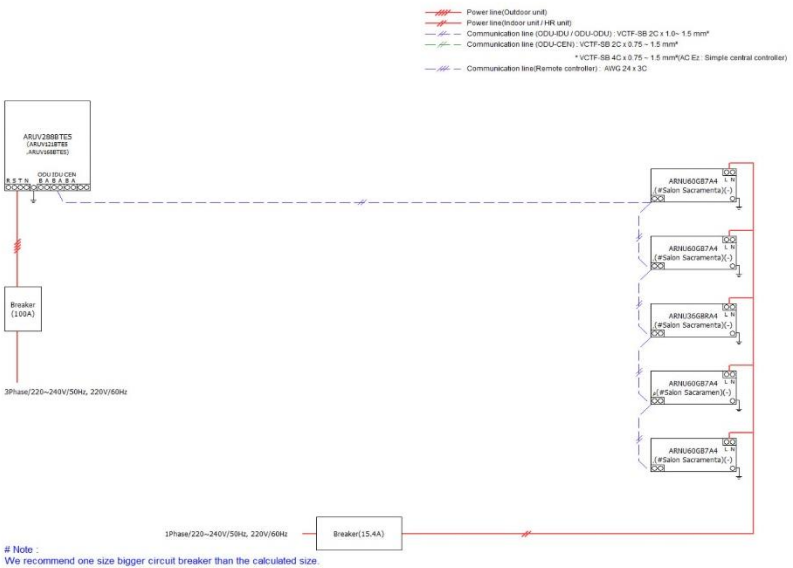 Power line(Outdoor unit)
Power line(Indoor unit / HR unit)
Communication line (ODU-IDU / ODU-ODU) : VCTF-SB 2C x 1.0~ 1.5 mm²
Communication line (ODU-CEN) : VCTF-SB 2C x 0.75 ~ 1.5 mm²
* VCTF-SB 4C x 0.75 ~ 1.5 mm²(AC Ez : Simple central controller)
Communication line(Remote controller) : AWG 24 x 3C
ARUV288BTE5
(ARUV121BTE5
,ARUV168BTE5)
ODU IDU CEN
R S T N B A B A B A
ARNU60GB7A4 L N
.(#Salon Sacramenta)(-)
ARNU60GB7A4 L N
.(#Salon Sacramenta)(-)
Breaker
(100A)
ARNU36GBRA4 L N
.(#Salon Sacramenta)(-)
3Phase/220~240V/50Hz, 220V/60Hz
ARNU60GB7A4 L N
(#Salon Sacaramen)(-)
ARNU60GB7A4 L N
.(#Salon Sacramenta)(-)
1Phase/220~240V/50Hz, 220V/60Hz
Breaker(15.4A)
# Note :
We recommend one size bigger circuit breaker than the calculated size.